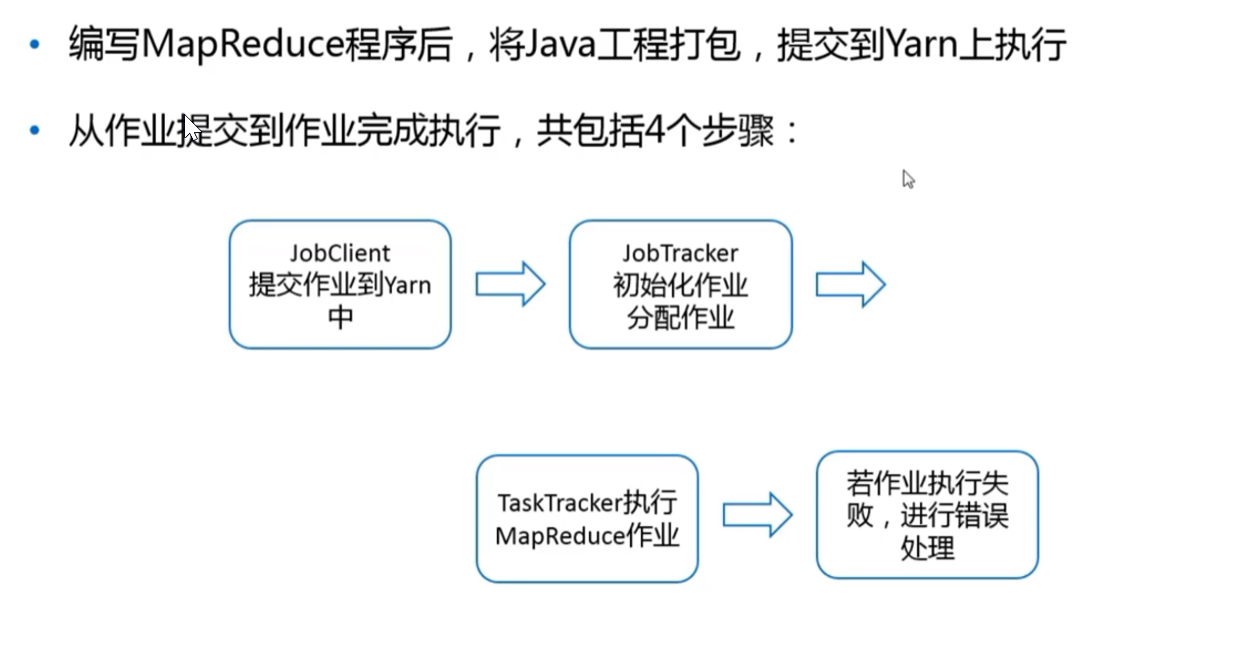 编写MapReduce程序后，将Java工程打包，提交到Yarn上执行
从作业提交到作业完成执行，共包括4个步骤：
JobClient
提交作业到Yarn
中
JobTracker
初始化作业
分配作业
TaskTracker执行
MapReduce作业
若作业执行失
败，进行错误
处理